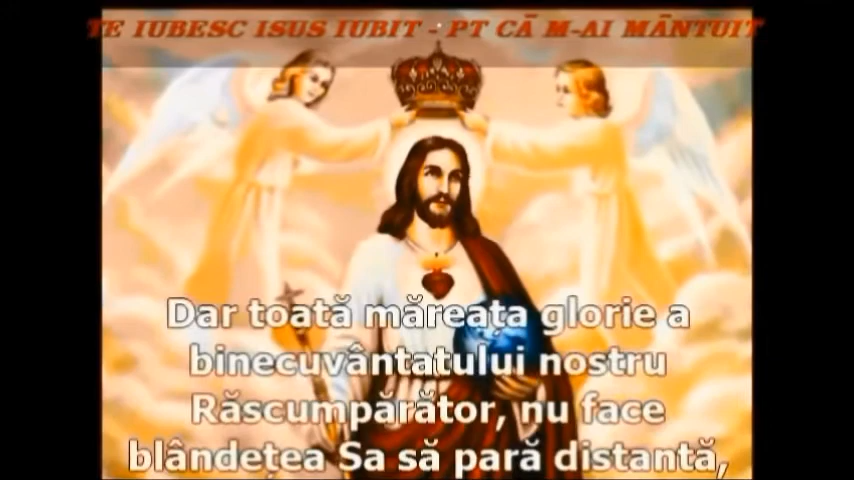 TE IUBESC ISUS IUBIT - PT CĂ M-AI MÂNTUIT
Dar toată măreața glorie a
binecuvântatului nostru
Răscumpărător, nu face
blândețea Sa să pară distantă,